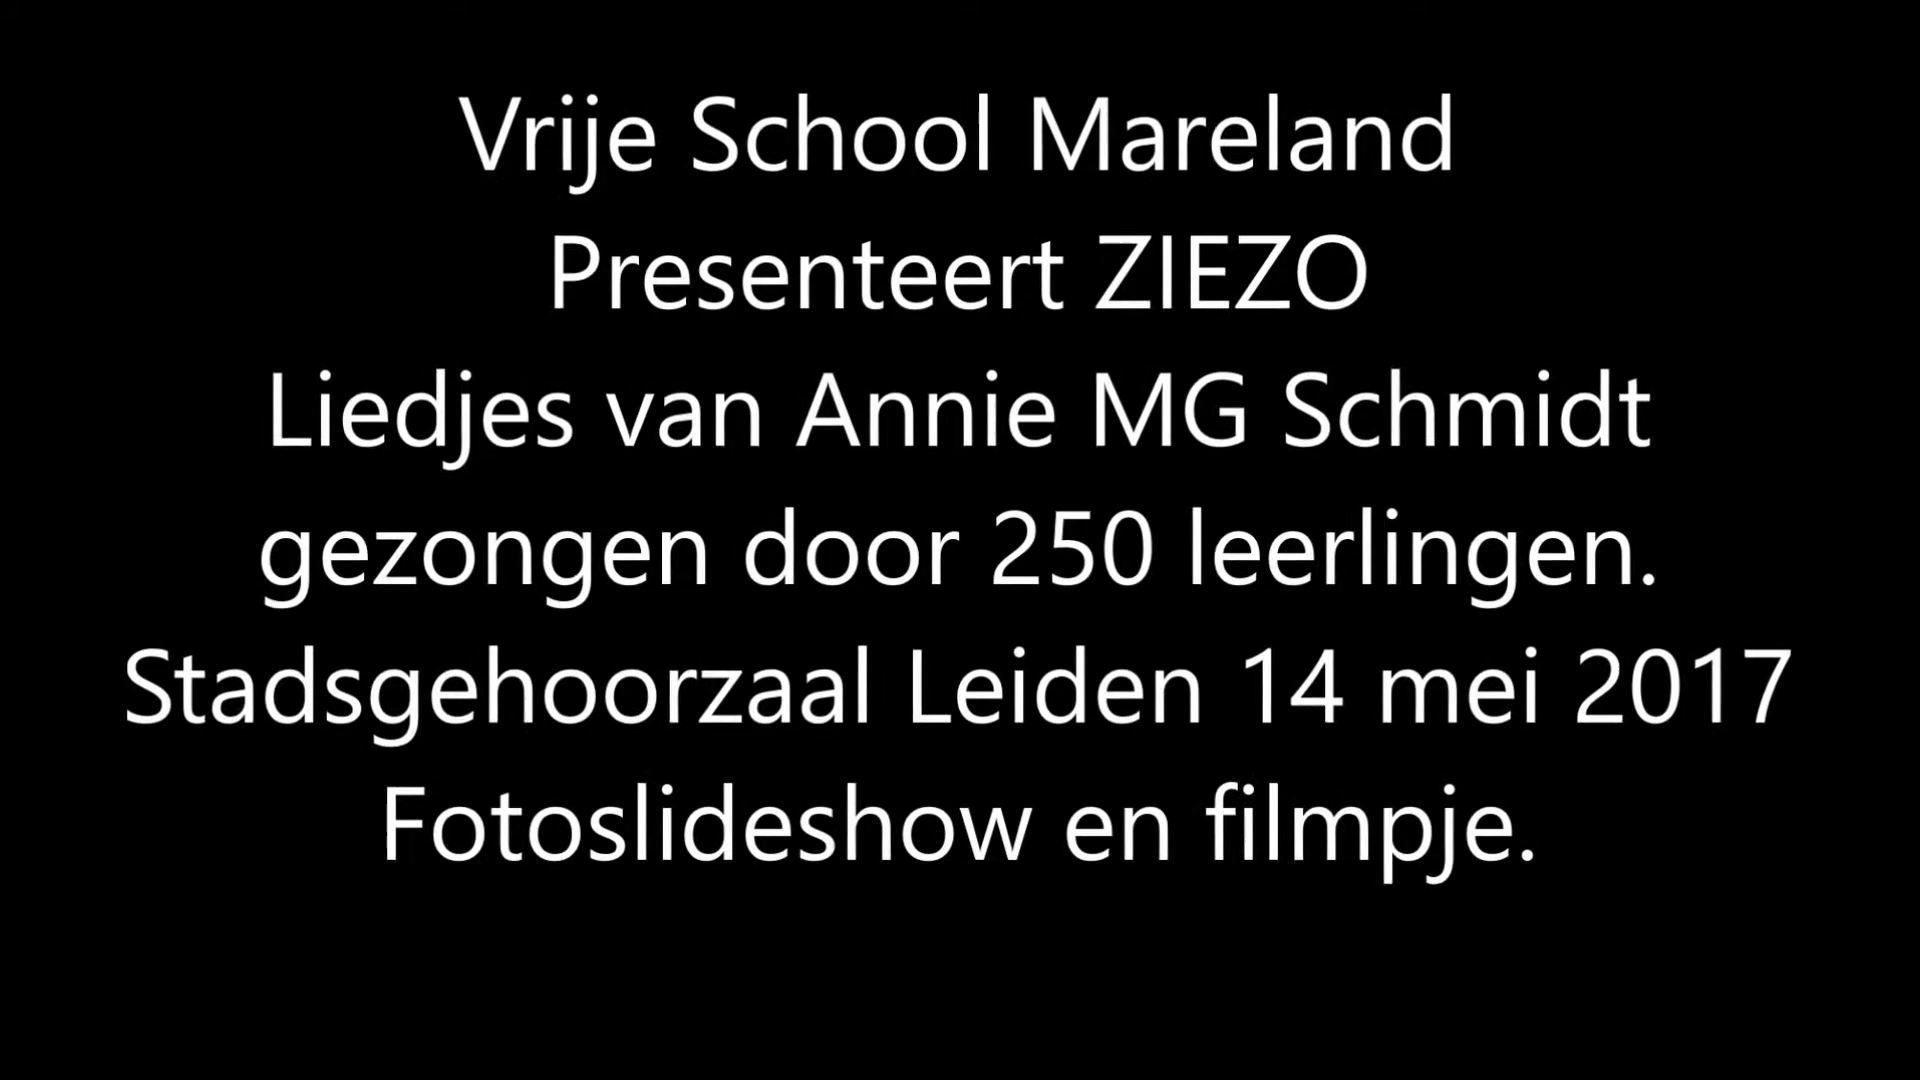 Vrije School Mareland
Presenteert ZIEZO
Liedjes van Annie MG Schmidt
gezongen door 250 leerlingen.
Stadsgehoorzaal Leiden 14 mei 2017
Fotoslideshow en filmpje.